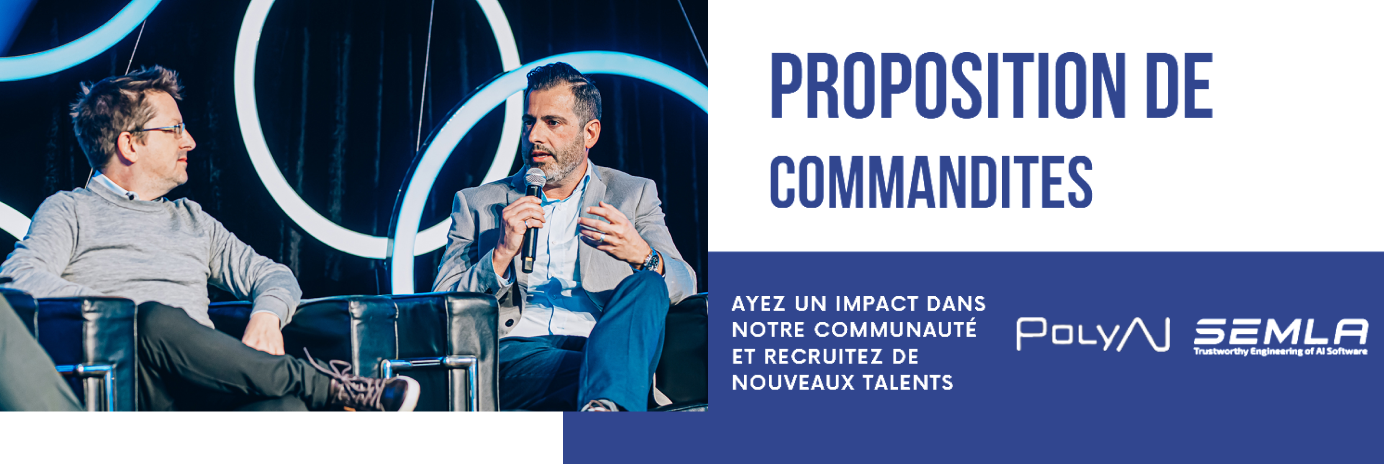 PROPOSITION DE
COMMANDITES
AYEZ UN IMPACT DANS
NOTRE COMMUNAUTÉ
ET RECRUITEZ DE
NOUVEAUX TALENTS
POLYAI
SEMLA
Trustworthy Engineering of AI Software